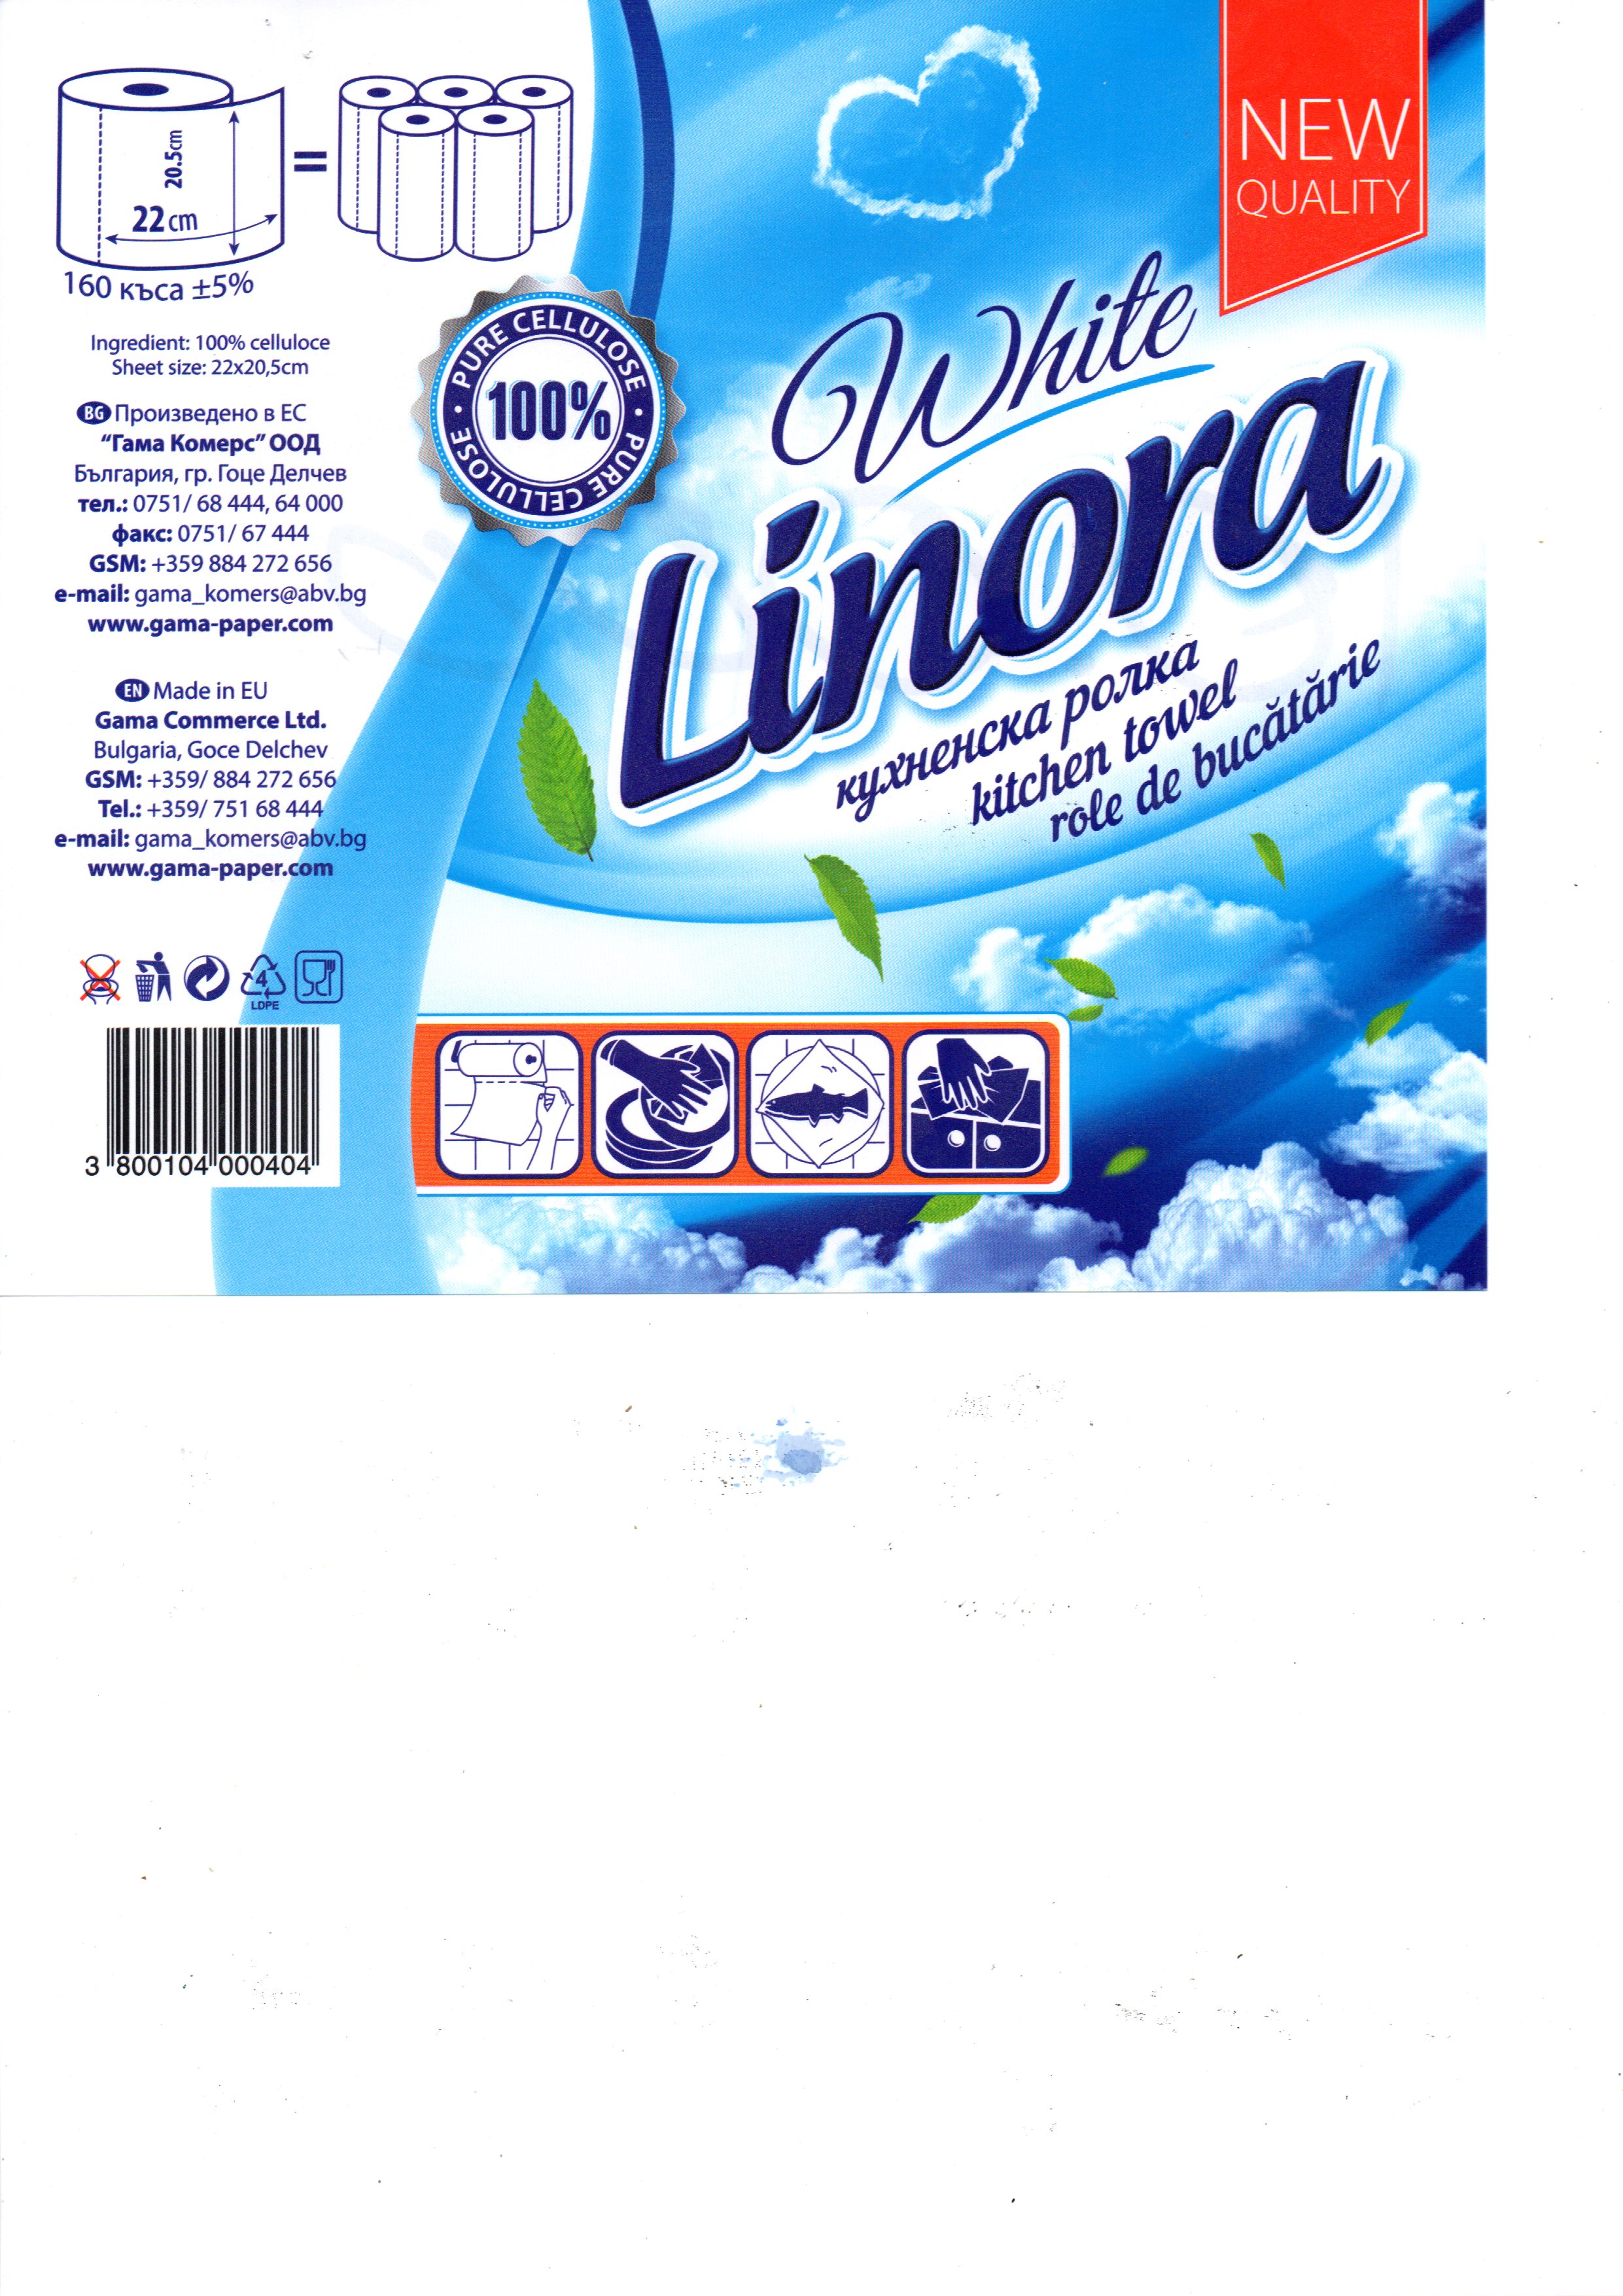 20.5cm
22 cm
=
160 къса ±5%
Ingredient: 100% celluloce
Sheet size: 22x20,5cm
BG Произведено в ЕС
“Гама Комерс” ООД
България, гр. Гоце Делчев
тел.: 0751/ 68 444, 64 000
факс: 0751/ 67 444
GSM: +359 884 272 656
e-mail: gama_komers@abv.bg
www.gama-paper.com
EN Made in EU
Gama Commerce Ltd.
Bulgaria, Goce Delchev
GSM: +359/ 884 272 656
Tel.: +359/ 751 68 444
e-mail: gama_komers@abv.bg
www.gama-paper.com
4
LDPE
3 800104 000404
PURE CELLULOSE • PURE CELLULOSE •
100%
NEW
QUALITY
White
Linora
кухненска ролка
kitchen towel
role de bucătărie